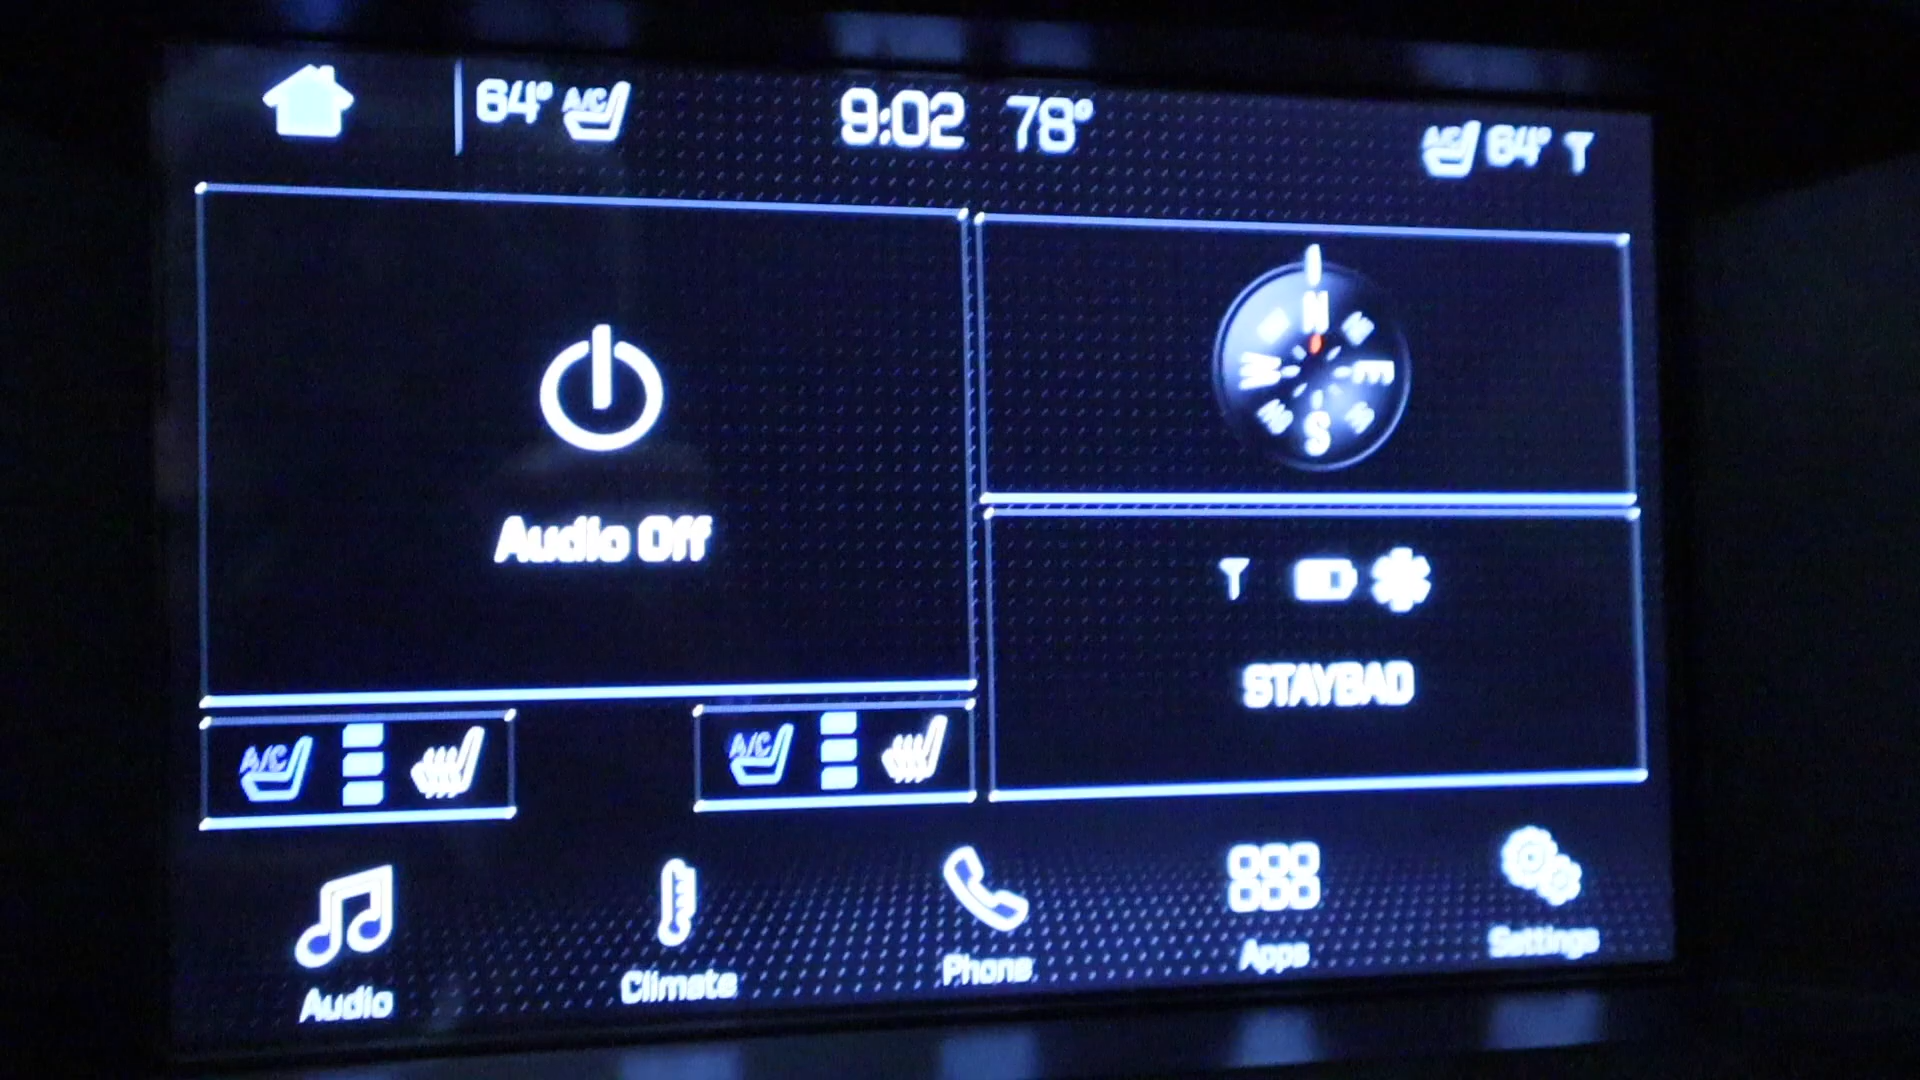 64° A/C 9:02 78° A/C 64°
Audio Off
N
W E
S
STAYBAD
A/C A/C
Audio Climate Phone Apps Settings